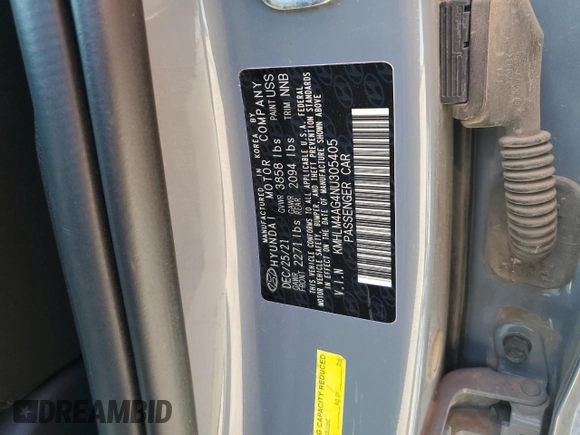 MANUFACTURED IN KOREA BY
HYUNDAI MOTOR COMPANY
DEC/25/21 GVWR 3858 lbs PAINT USS
GAWR FRONT 2271 lbs GAWR REAR 2094 lbs TRIM NNB
THIS VEHICLE CONFORMS TO ALL APPLICABLE U.S.A. FEDERAL
MOTOR VEHICLE SAFETY, BUMPER, AND THEFT PREVENTION STANDARDS
IN EFFECT ON THE DATE OF MANUFACTURE SHOWN ABOVE
V.I.N KMHLM4AG4NU305405
PASSENGER CAR
G CAPACITY REDUCED
DREAMBID